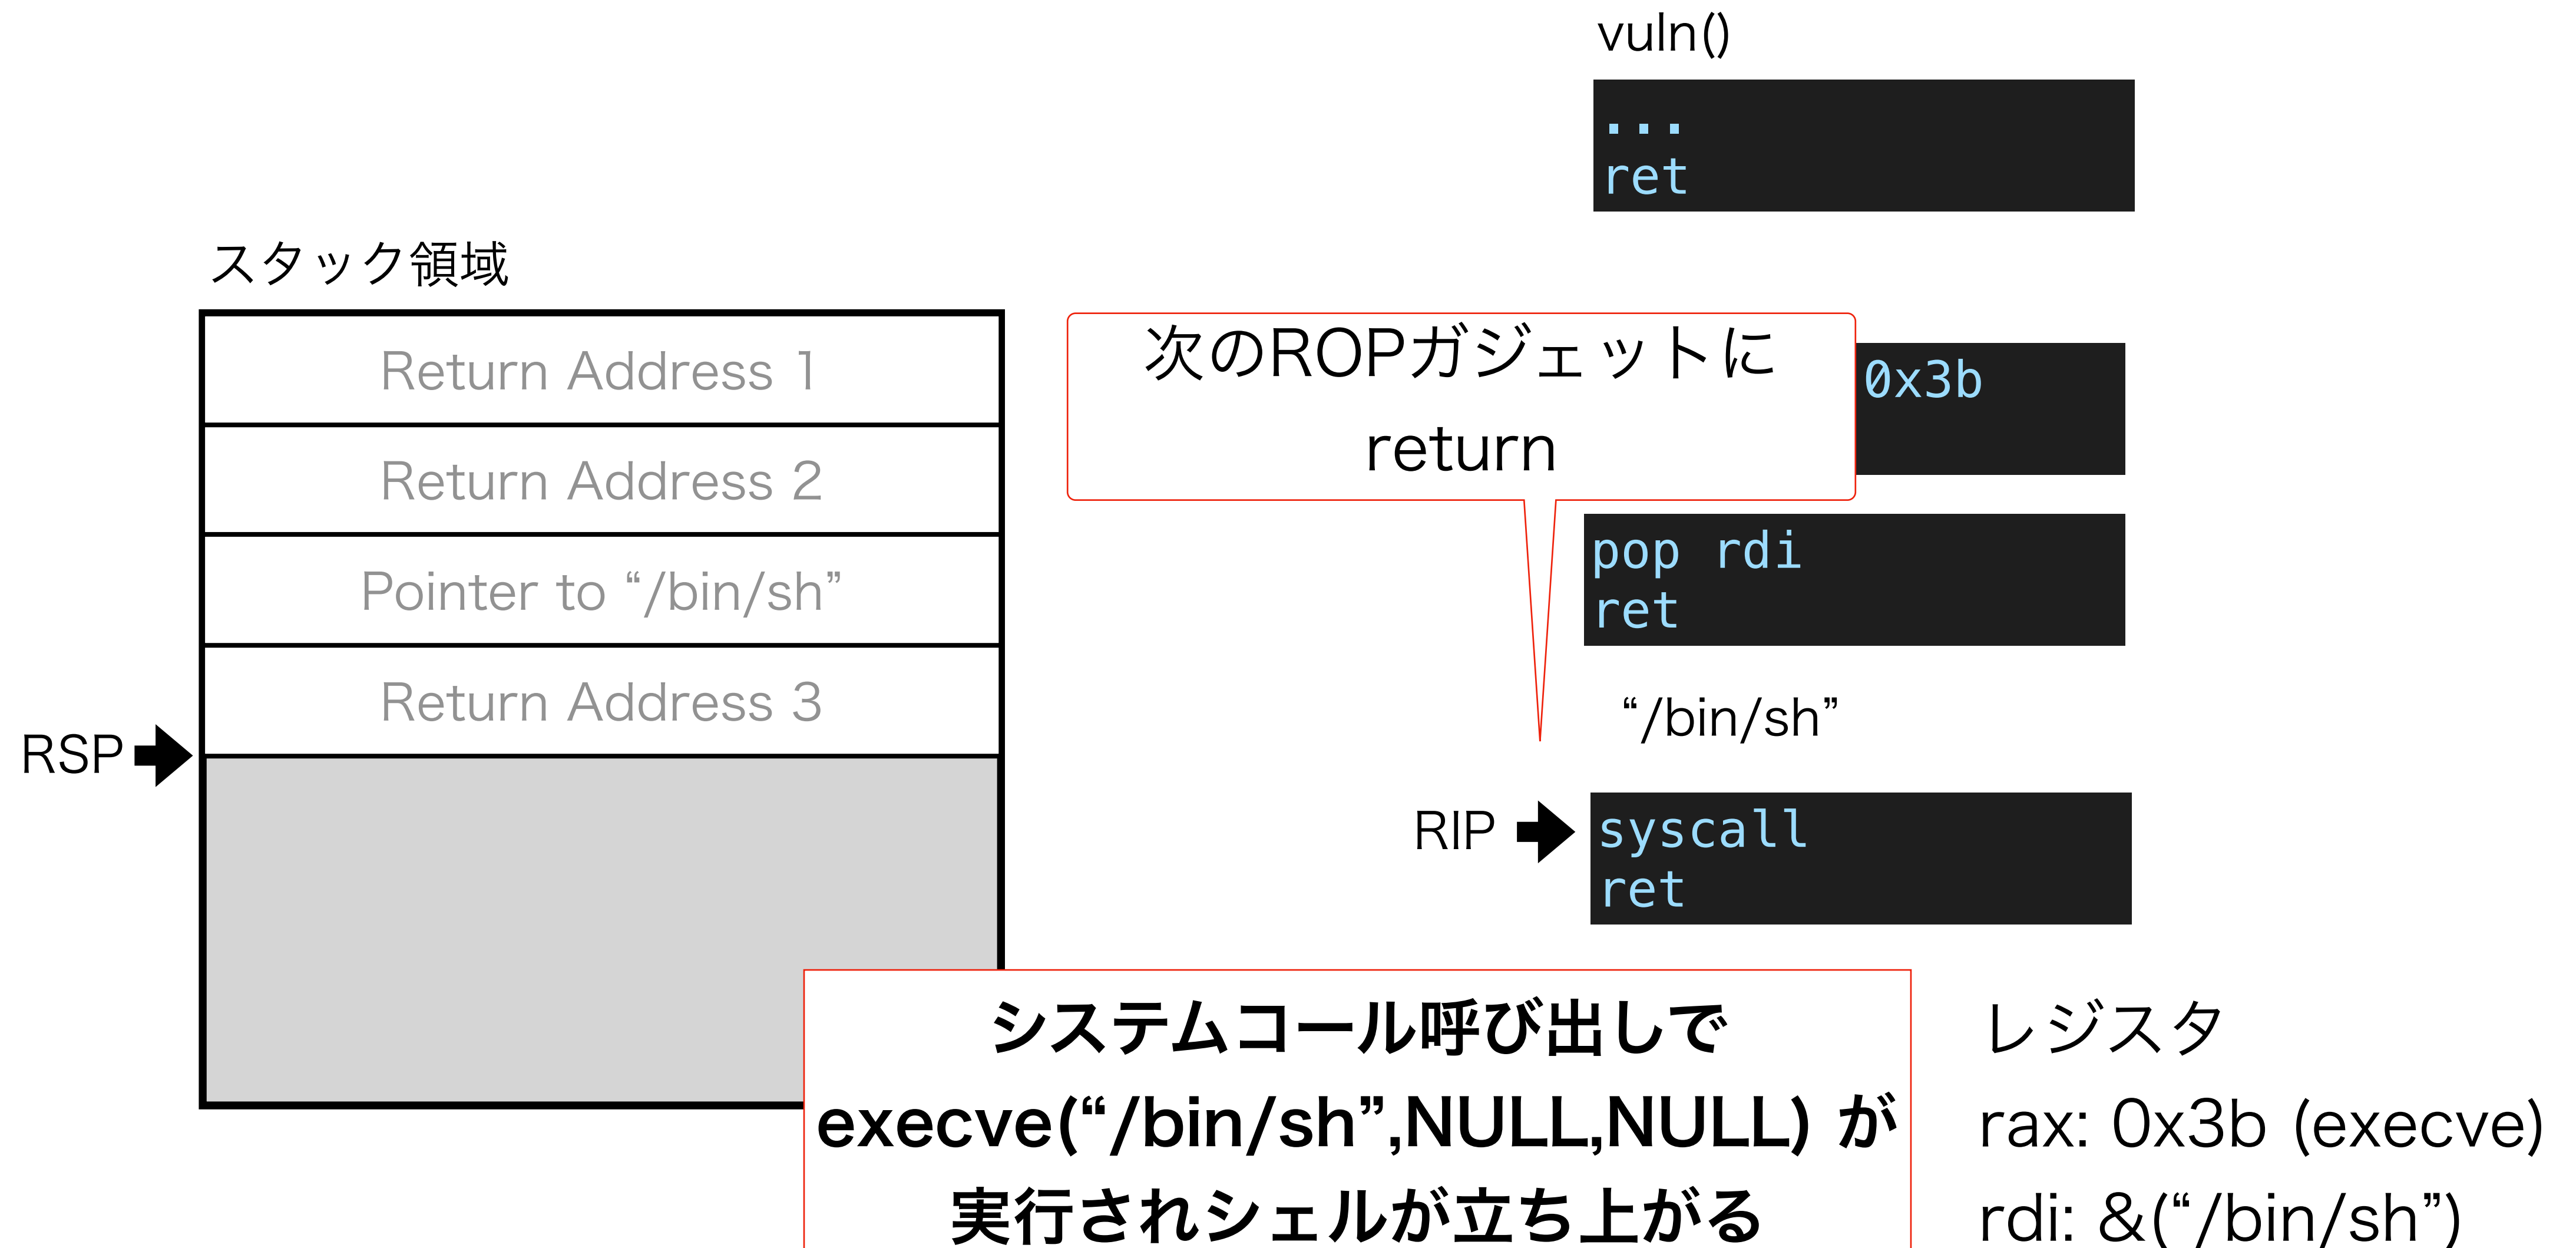 vuln()
...
ret
スタック領域
Return Address 1
Return Address 2
Pointer to “/bin/sh”
Return Address 3
RSP
次のROPガジェットに
return
0x3b
pop rdi
ret
“/bin/sh”
RIP
syscall
ret
システムコール呼び出しで
execve(“/bin/sh”,NULL,NULL) が
実行されシェルが立ち上がる
レジスタ
rax: 0x3b (execve)
rdi: &(“/bin/sh”)